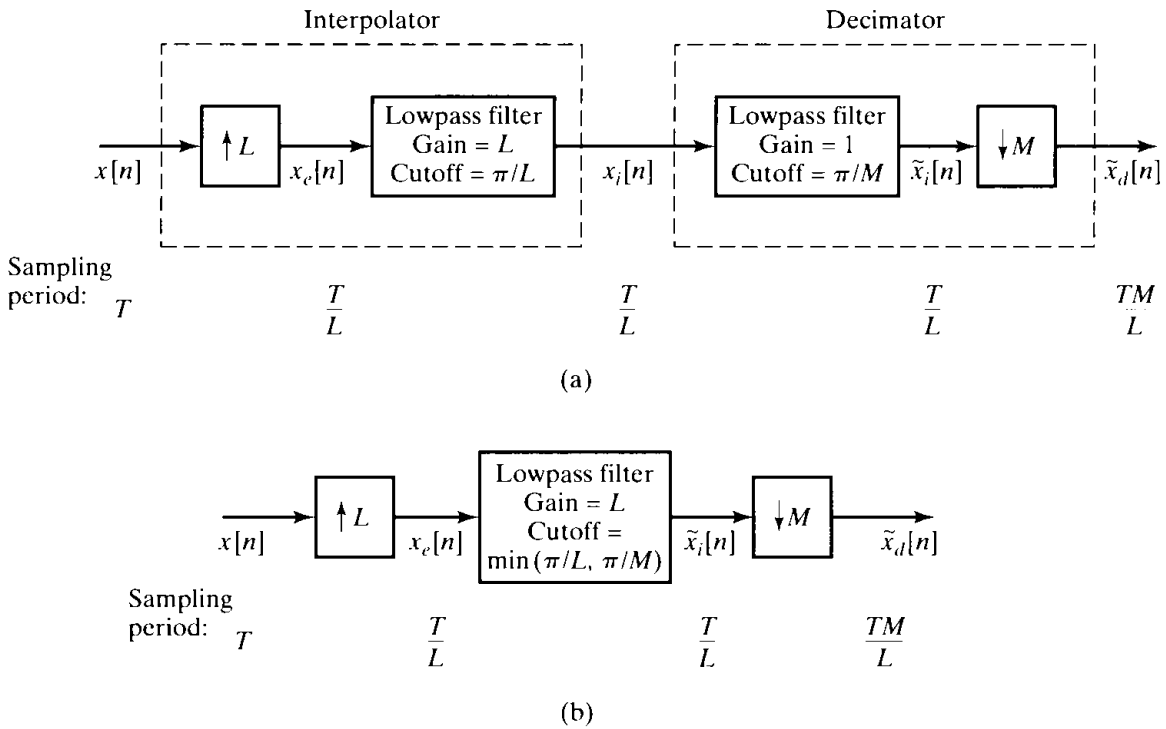 Interpolator Decimator
Lowpass filter Lowpass filter
↑ L Gain = L Gain = 1 ↓ M
x[n] x_e[n] Cutoff = π/L x_i[n] Cutoff = π/M x̃_i[n] x̃_d[n]
Sampling
period: T T/L T/L T/L TM/L
(a)
Lowpass filter
Gain = L
↑ L Cutoff = ↓ M
x[n] x_e[n] min (π/L, π/M) x̃_i[n] x̃_d[n]
Sampling
period: T T/L T/L TM/L
(b)